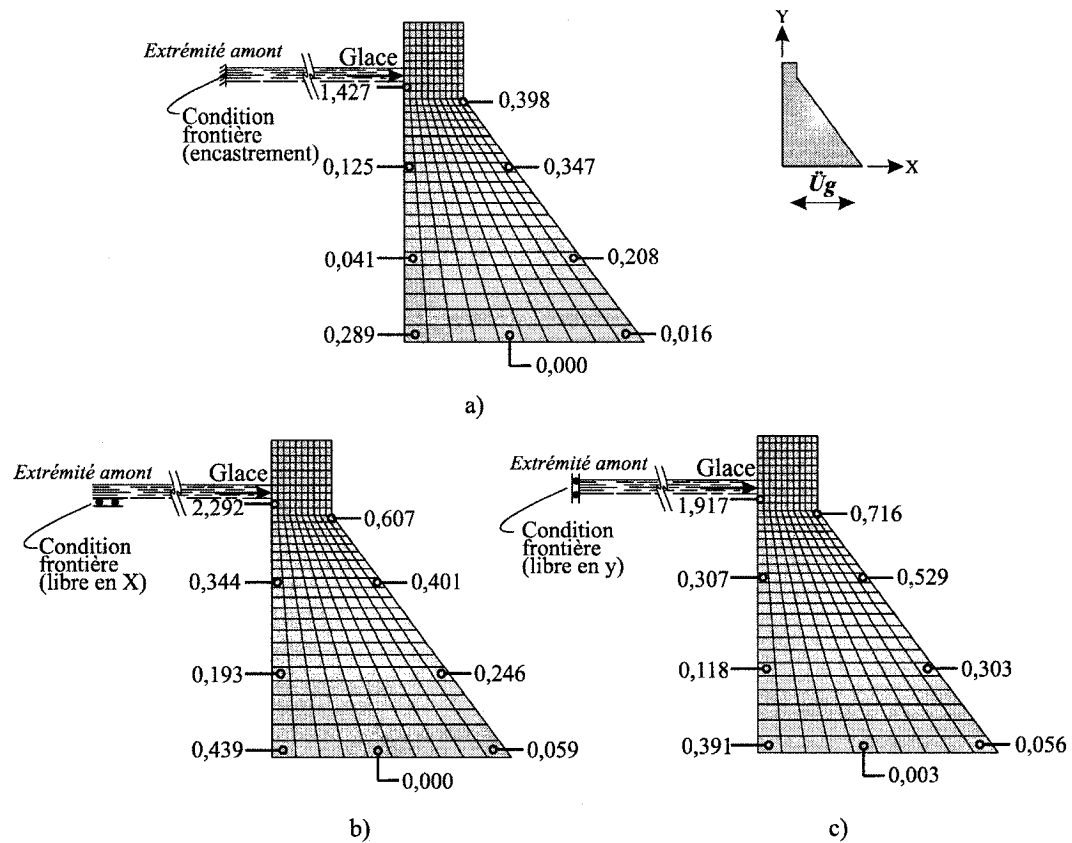 Extrémité amont
Glace
1,427
0,398
Condition
frontière
(encastrement)
0,125
0,347
0,041
0,208
0,289
0,016
0,000
a)
Y
X
Üg
Extrémité amont
Glace
2,292
0,607
Condition
frontière
(libre en X)
0,344
0,401
0,193
0,246
0,439
0,059
0,000
b)
Extrémité amont
Glace
1,917
0,716
Condition
frontière
(libre en y)
0,307
0,529
0,118
0,303
0,391
0,056
0,003
c)